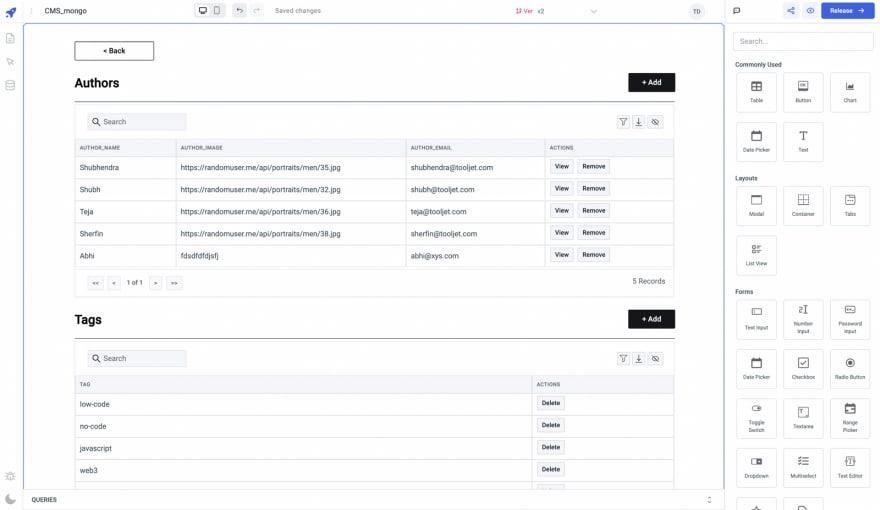 CMS_mongo
Saved changes
Ver v2
TD
Release
< Back
Authors
+ Add
Search
AUTHOR_NAME AUTHOR_IMAGE AUTHOR_EMAIL ACTIONS
Shubhendra https://randomuser.me/api/portraits/men/35.jpg shubhendra@tooljet.com View Remove
Shubh https://randomuser.me/api/portraits/men/32.jpg shubh@tooljet.com View Remove
Teja https://randomuser.me/api/portraits/men/36.jpg teja@tooljet.com View Remove
Sherfin https://randomuser.me/api/portraits/men/38.jpg sherfin@tooljet.com View Remove
Abhi fdsdfdfdjsfj abhi@xys.com View Remove
<< < 1 of 1 > >> 5 Records
Tags
+ Add
Search
TAG ACTIONS
low-code Delete
no-code Delete
javascript Delete
web3 Delete
QUERIES
Search...
Commonly Used
Table Button Chart
Date Picker Text
Layouts
Modal Container Tabs
List View
Forms
Text Input Number Input Password Input
Date Picker Checkbox Radio Button
Toggle Switch Textarea Range Picker
Dropdown Multiselect Text Editor